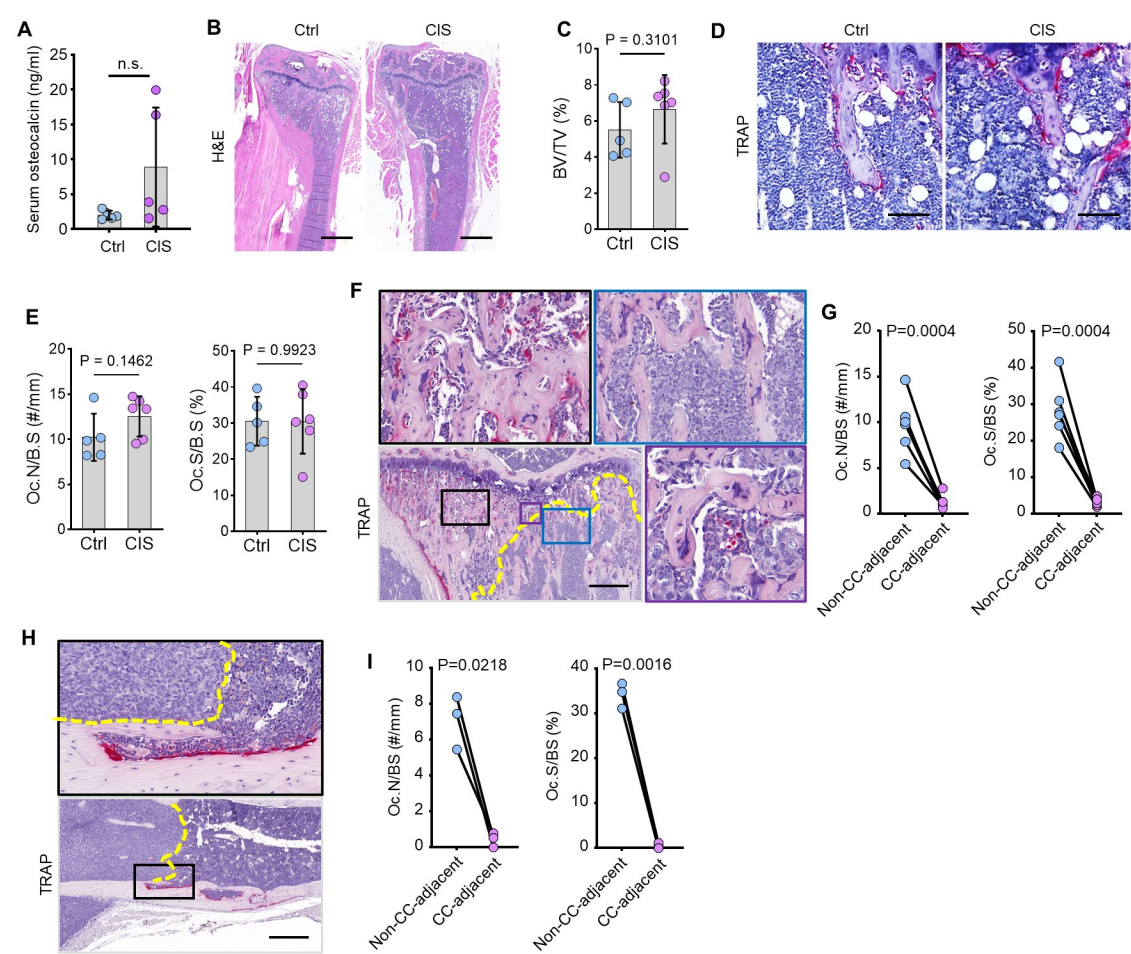 A
Serum osteocalcin (ng/ml)
25
20
15
10
5
0
n.s.
Ctrl
CIS
B
Ctrl
CIS
H&E
C
P = 0.3101
BV/TV (%)
10
8
6
4
2
0
Ctrl
CIS
D
Ctrl
CIS
TRAP
E
Oc.N/B.S (#/mm)
20
15
10
5
0
P = 0.1462
Ctrl
CIS
Oc.S/B.S (%)
50
40
30
20
10
0
P = 0.9923
Ctrl
CIS
F
TRAP
G
Oc.N/BS (#/mm)
20
15
10
5
0
P=0.0004
Non-CC-adjacent
CC-adjacent
Oc.S/BS (%)
50
40
30
20
10
0
P=0.0004
Non-CC-adjacent
CC-adjacent
H
TRAP
I
Oc.N/BS (#/mm)
10
8
6
4
2
0
P=0.0218
Non-CC-adjacent
CC-adjacent
Oc.S/BS (%)
40
30
20
10
0
P=0.0016
Non-CC-adjacent
CC-adjacent